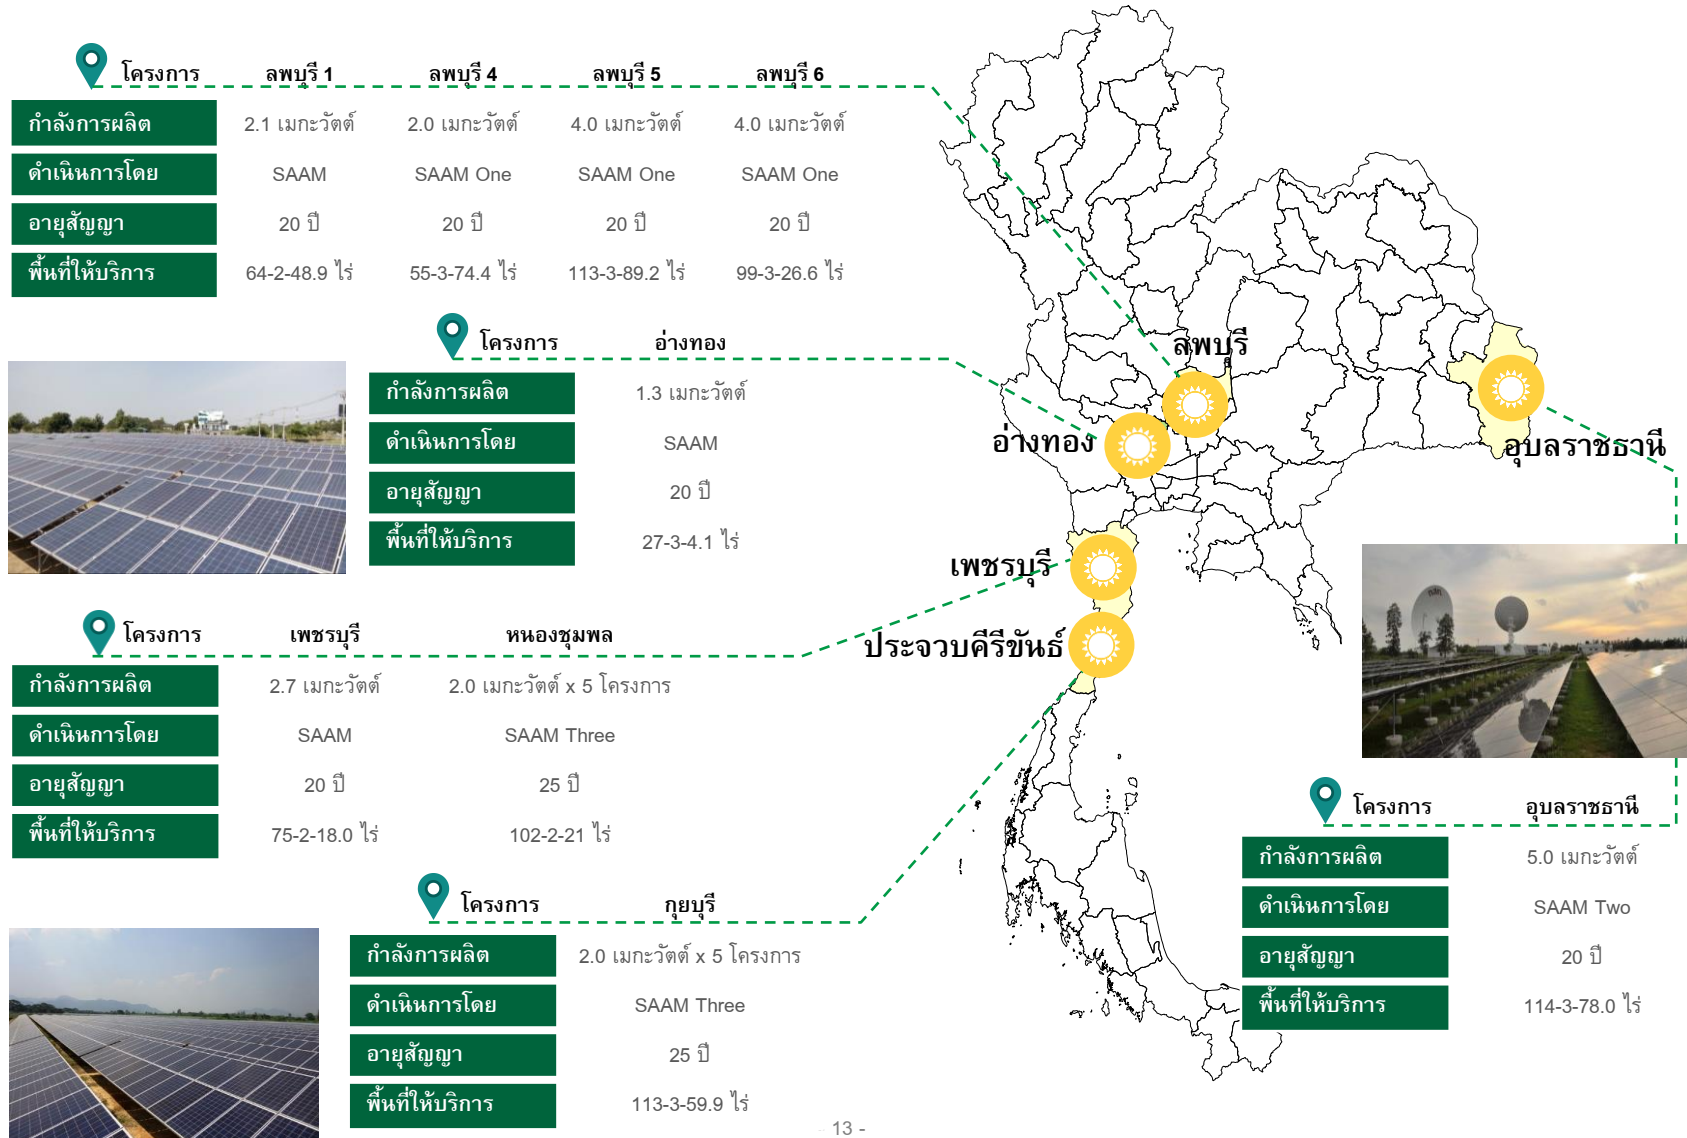 โครงการ ลพบุรี 1 ลพบุรี 4 ลพบุรี 5 ลพบุรี 6
กำลังการผลิต 2.1 เมกะวัตต์ 2.0 เมกะวัตต์ 4.0 เมกะวัตต์ 4.0 เมกะวัตต์
ดำเนินการโดย SAAM SAAM One SAAM One SAAM One
อายุสัญญา 20 ปี 20 ปี 20 ปี 20 ปี
พื้นที่ให้บริการ 64-2-48.9 ไร่ 55-3-74.4 ไร่ 113-3-89.2 ไร่ 99-3-26.6 ไร่
โครงการ อ่างทอง
กำลังการผลิต 1.3 เมกะวัตต์
ดำเนินการโดย SAAM
อายุสัญญา 20 ปี
พื้นที่ให้บริการ 27-3-4.1 ไร่
ลพบุรี
อ่างทอง
อุบลราชธานี
เพชรบุรี
ประจวบคีรีขันธ์
โครงการ เพชรบุรี หนองชุมพล
กำลังการผลิต 2.7 เมกะวัตต์ 2.0 เมกะวัตต์ x 5 โครงการ
ดำเนินการโดย SAAM SAAM Three
อายุสัญญา 20 ปี 25 ปี
พื้นที่ให้บริการ 75-2-18.0 ไร่ 102-2-21 ไร่
โครงการ อุบลราชธานี
กำลังการผลิต 5.0 เมกะวัตต์
ดำเนินการโดย SAAM Two
อายุสัญญา 20 ปี
พื้นที่ให้บริการ 114-3-78.0 ไร่
โครงการ กุยบุรี
กำลังการผลิต 2.0 เมกะวัตต์ x 5 โครงการ
ดำเนินการโดย SAAM Three
อายุสัญญา 25 ปี
พื้นที่ให้บริการ 113-3-59.9 ไร่
- 13 -